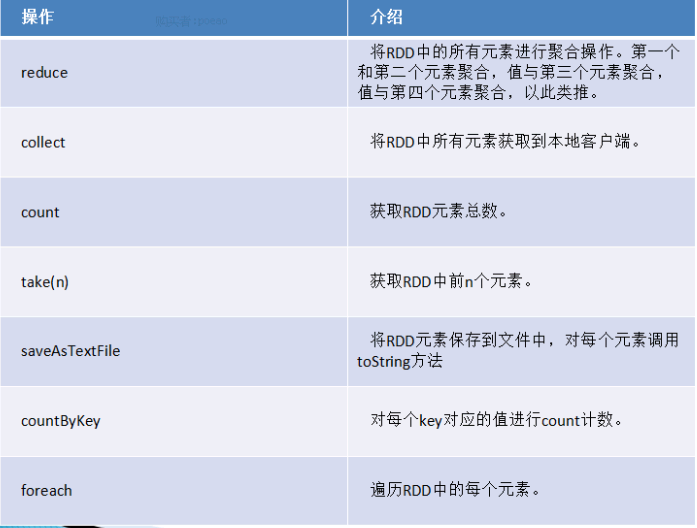 操作
介绍
reduce
将RDD中的所有元素进行聚合操作。第一个
和第二个元素聚合，值与第三个元素聚合，
值与第四个元素聚合，以此类推。
collect
将RDD中所有元素获取到本地客户端。
count
获取RDD元素总数。
take(n)
获取RDD中前n个元素。
saveAsTextFile
将RDD元素保存到文件中，对每个元素调用
toString方法
countByKey
对每个key对应的值进行count计数。
foreach
遍历RDD中的每个元素。